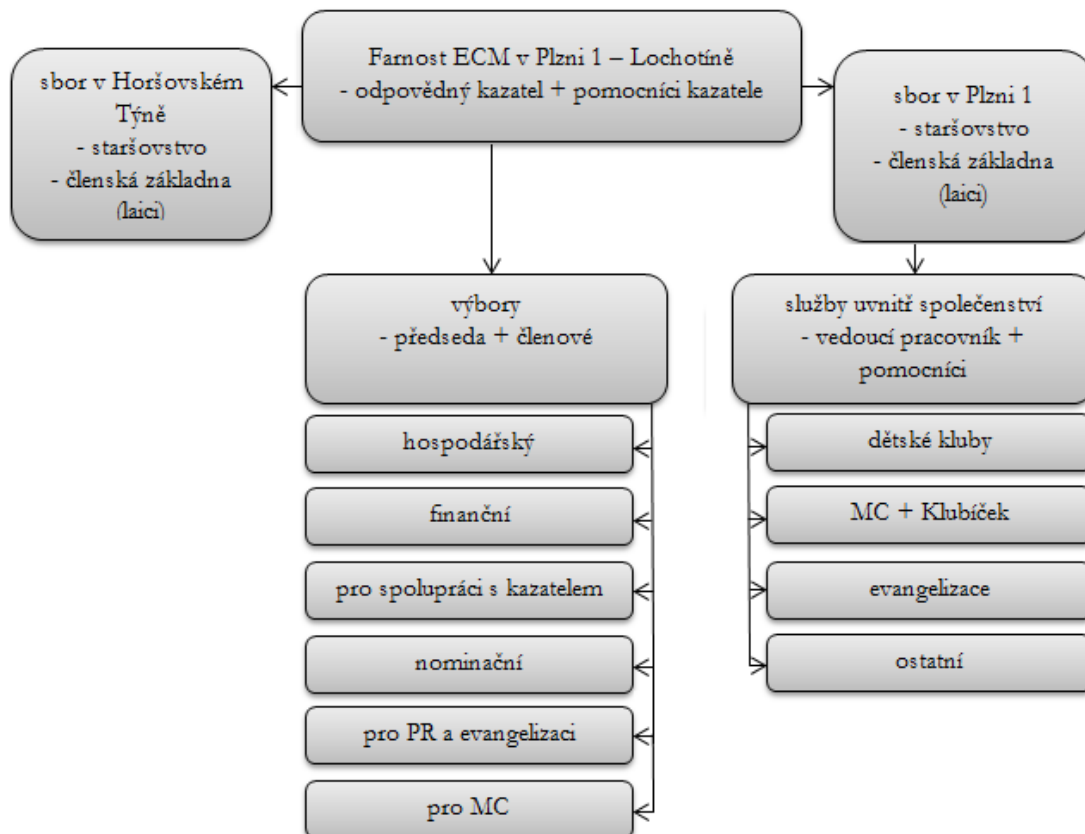 Farnost ECM v Plzni 1 – Lochotíně
- odpovědný kazatel + pomocníci kazatele
sbor v Horšovském
Týně
- staršovstvo
- členská základna
(laici)
sbor v Plzni 1
- staršovstvo
- členská základna
(laici)
výbory
- předseda + členové
hospodářský
finanční
pro spolupráci s kazatelem
nominační
pro PR a evangelizaci
pro MC
služby uvnitř společenství
- vedoucí pracovník +
pomocníci
dětské kluby
MC + Klubíček
evangelizace
ostatní